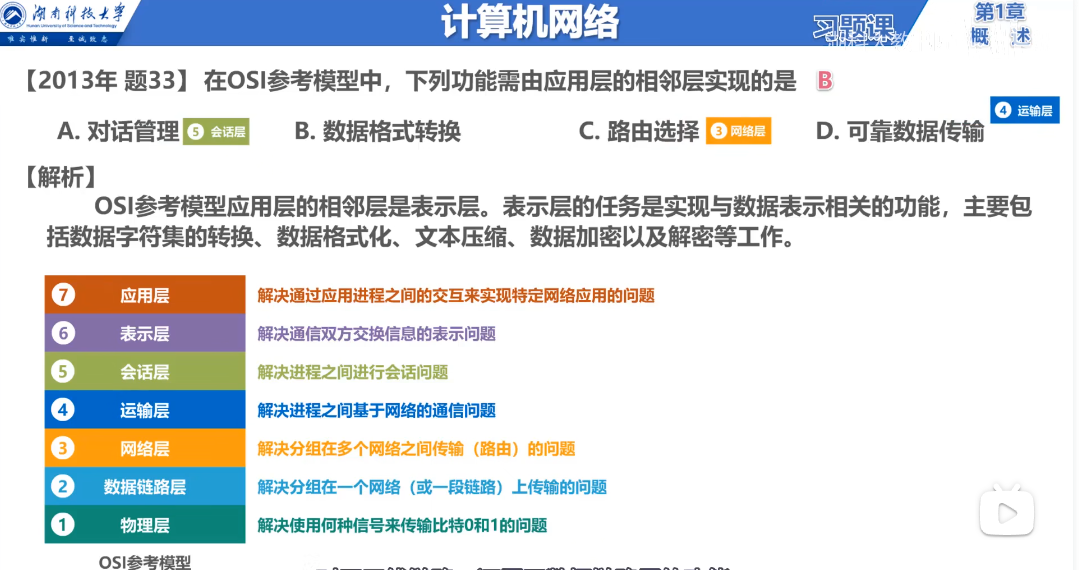 湖南科技大学
Hunan University of Science and Technology
唯实惟新 至诚致志
计算机网络
习题课
第1章
概 述
【2013年 题33】在OSI参考模型中，下列功能需由应用层的相邻层实现的是 B
A. 对话管理 5 会话层 B. 数据格式转换 C. 路由选择 3 网络层 D. 可靠数据传输 4 运输层
【解析】
OSI参考模型应用层的相邻层是表示层。表示层的任务是实现与数据表示相关的功能，主要包
括数据字符集的转换、数据格式化、文本压缩、数据加密以及解密等工作。
7 应用层 解决通过应用进程之间的交互来实现特定网络应用的问题
6 表示层 解决通信双方交换信息的表示问题
5 会话层 解决进程之间进行会话问题
4 运输层 解决进程之间基于网络的通信问题
3 网络层 解决分组在多个网络之间传输（路由）的问题
2 数据链路层 解决分组在一个网络（或一段链路）上传输的问题
1 物理层 解决使用何种信号来传输比特0和1的问题
OSI参考模型